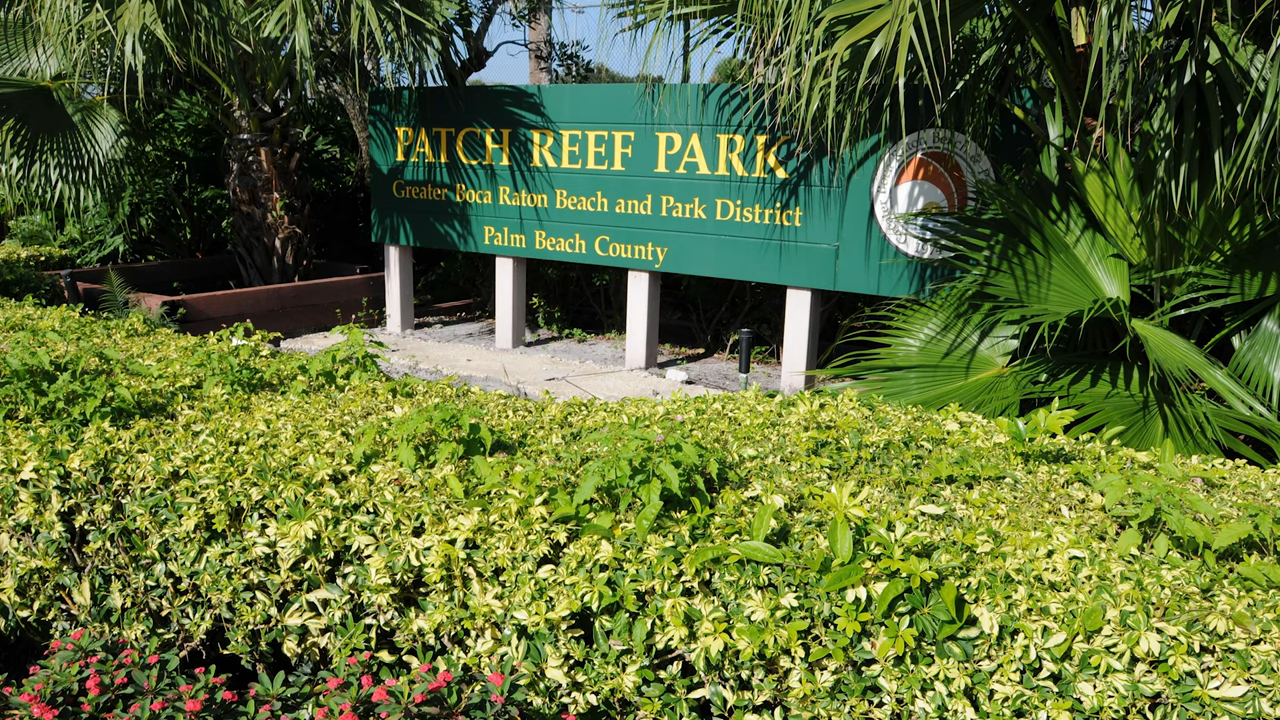 PATCH REEF PARK
Greater Boca Raton Beach and Park District
Palm Beach County